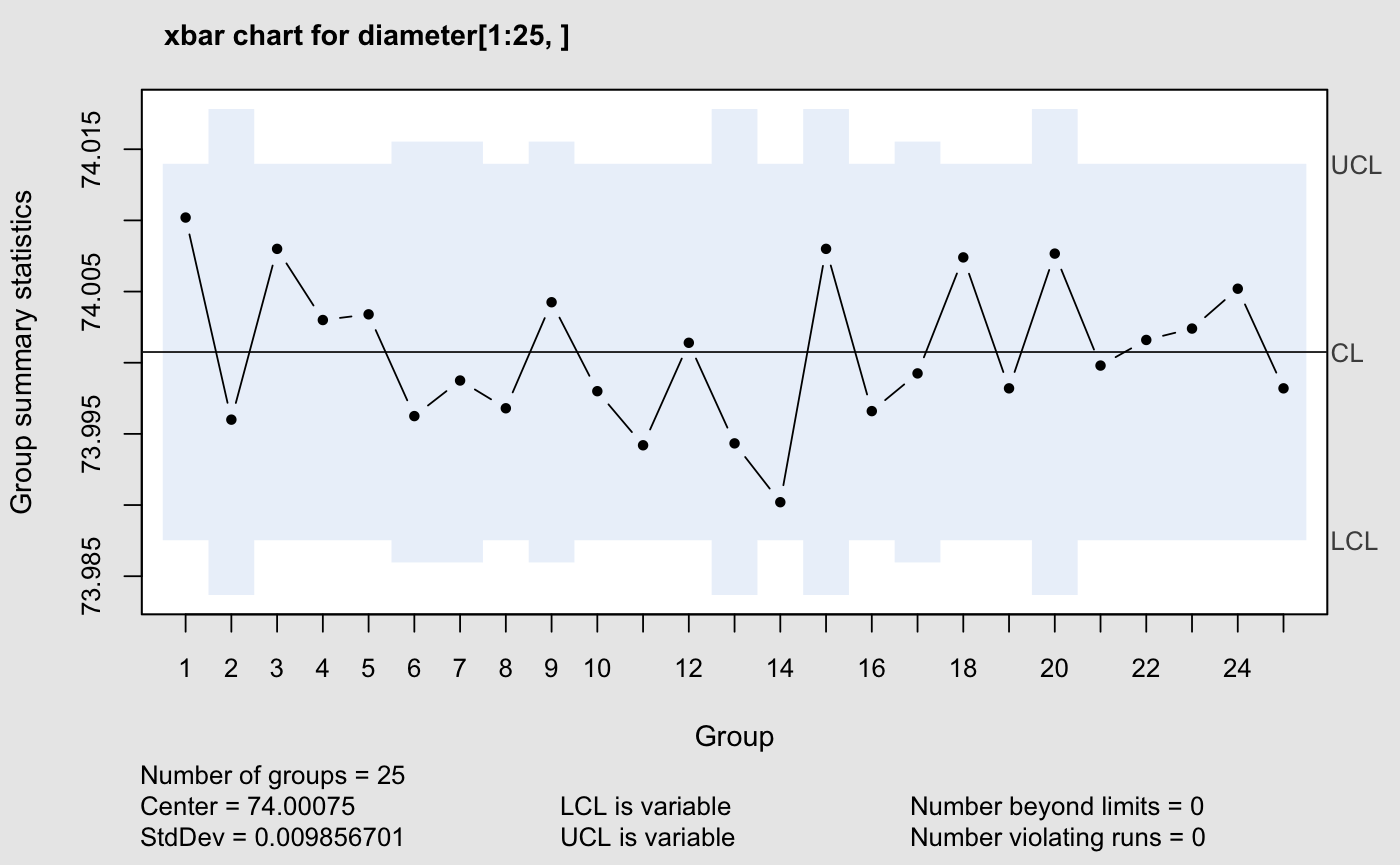 xbar chart for diameter[1:25, ]
Group summary statistics
74.015
74.005
73.995
73.985
UCL
CL
LCL
1 2 3 4 5 6 7 8 9 10 12 14 16 18 20 22 24
Group
Number of groups = 25
Center = 74.00075 LCL is variable Number beyond limits = 0
StdDev = 0.009856701 UCL is variable Number violating runs = 0